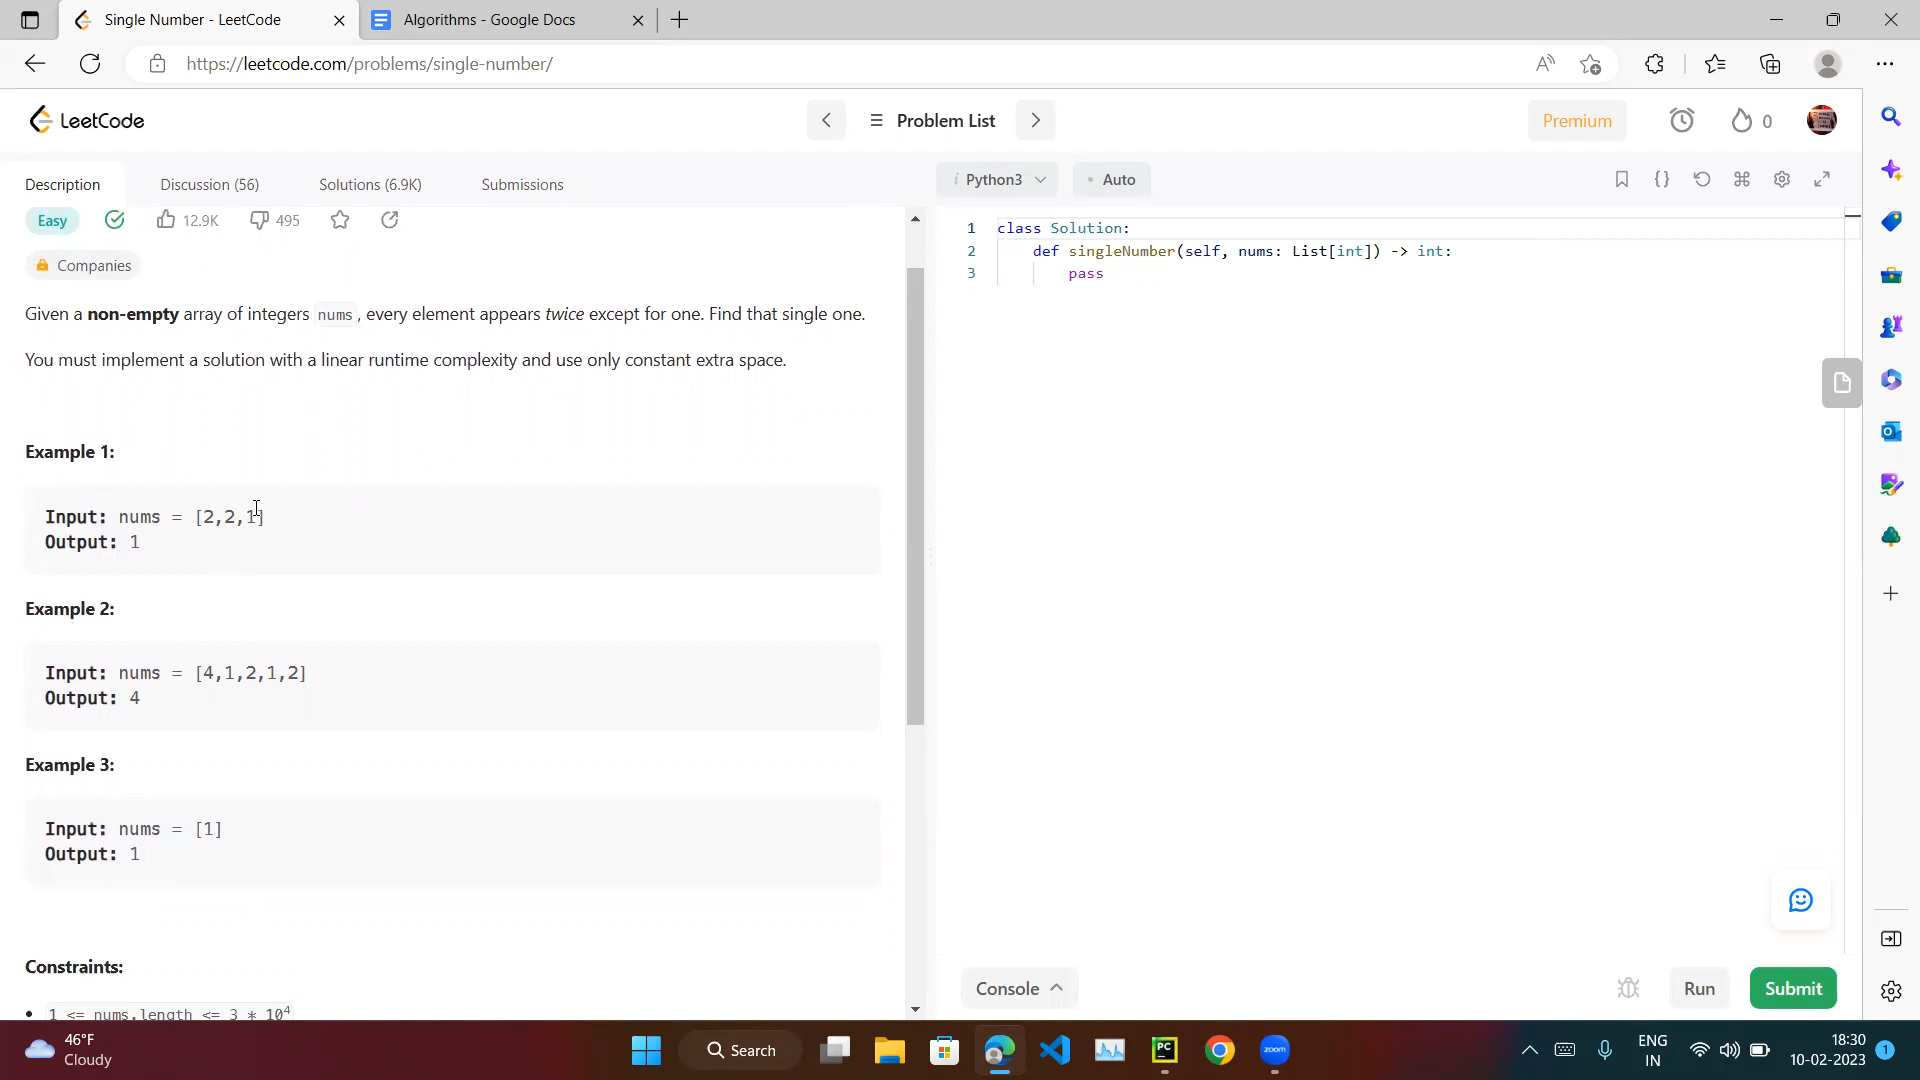 Single Number - LeetCode
Algorithms - Google Docs
https://leetcode.com/problems/single-number/
LeetCode
Problem List
Premium
0
Description
Discussion (56)
Solutions (6.9K)
Submissions
Python3
Auto
Easy
12.9K
495
Companies
Given a non-empty array of integers nums, every element appears twice except for one. Find that single one.
You must implement a solution with a linear runtime complexity and use only constant extra space.
Example 1:
Input: nums = [2,2,1]
Output: 1
Example 2:
Input: nums = [4,1,2,1,2]
Output: 4
Example 3:
Input: nums = [1]
Output: 1
Constraints:
1 <= nums.length <= 3 * 10⁴
1 class Solution:
2 def singleNumber(self, nums: List[int]) -> int:
3 pass
Console
Run
Submit
46°F
Cloudy
Search
PC
zoom
ENG
IN
18:30
10-02-2023
1